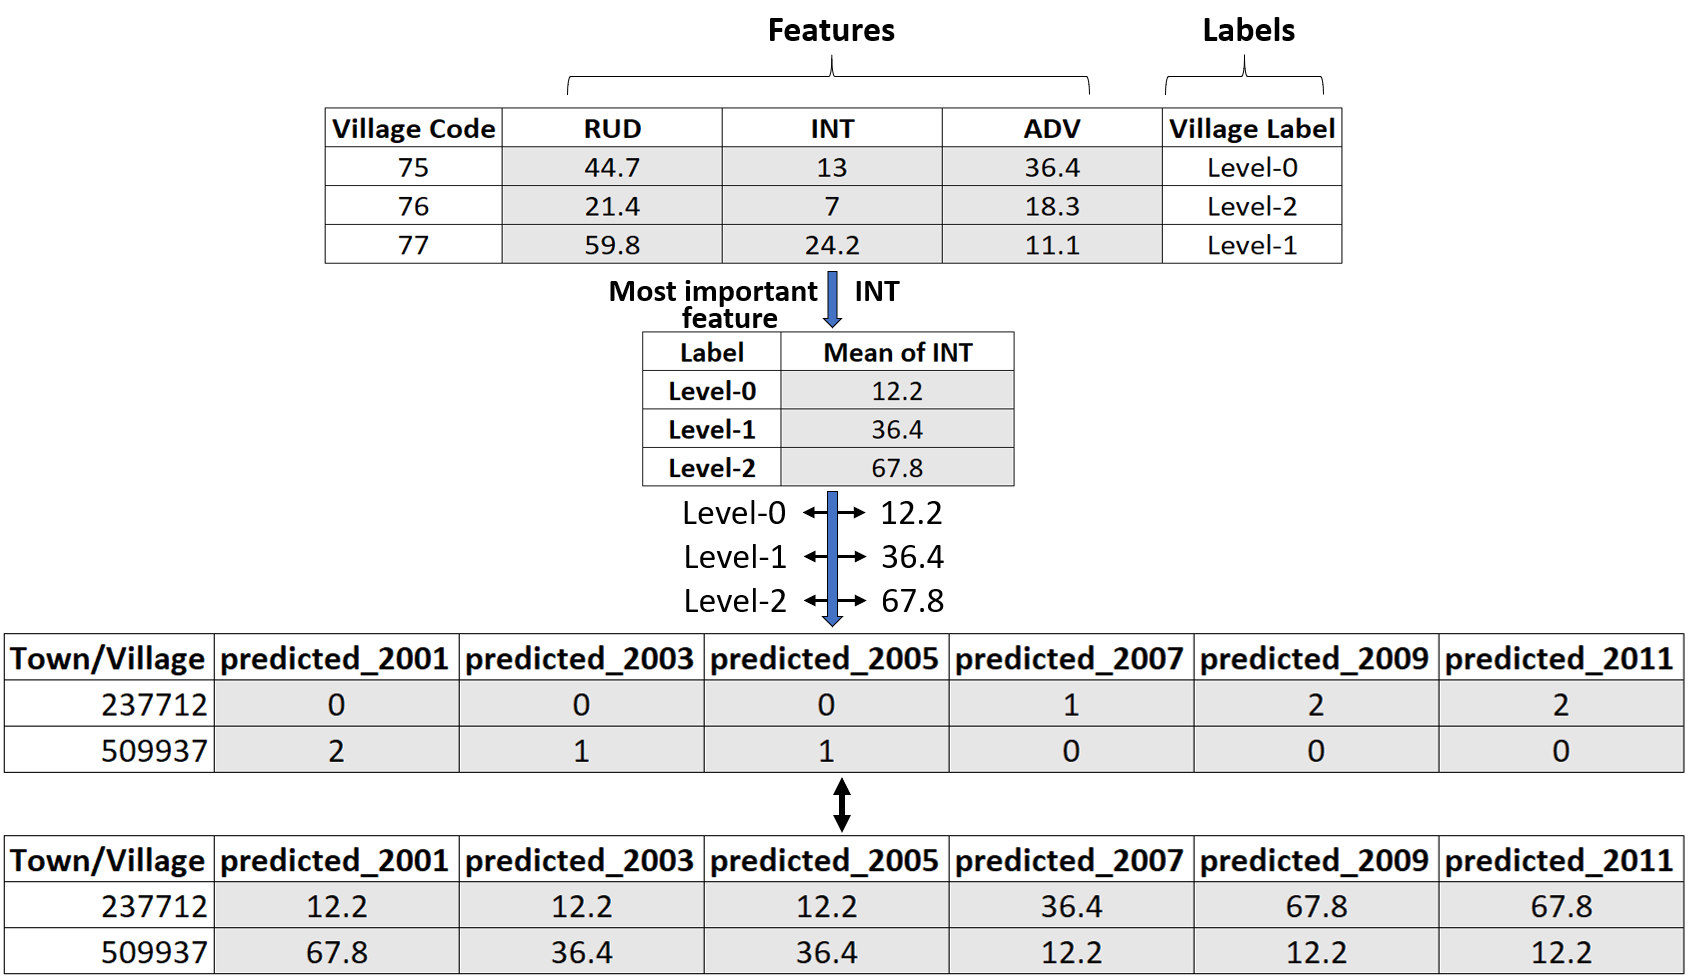 Features Labels
Village Code RUD INT ADV Village Label
75 44.7 13 36.4 Level-0
76 21.4 7 18.3 Level-2
77 59.8 24.2 11.1 Level-1
Most important INT
feature
Label Mean of INT
Level-0 12.2
Level-1 36.4
Level-2 67.8
Level-0 12.2
Level-1 36.4
Level-2 67.8
Town/Village predicted_2001 predicted_2003 predicted_2005 predicted_2007 predicted_2009 predicted_2011
237712 0 0 0 1 2 2
509937 2 1 1 0 0 0
Town/Village predicted_2001 predicted_2003 predicted_2005 predicted_2007 predicted_2009 predicted_2011
237712 12.2 12.2 12.2 36.4 67.8 67.8
509937 67.8 36.4 36.4 12.2 12.2 12.2